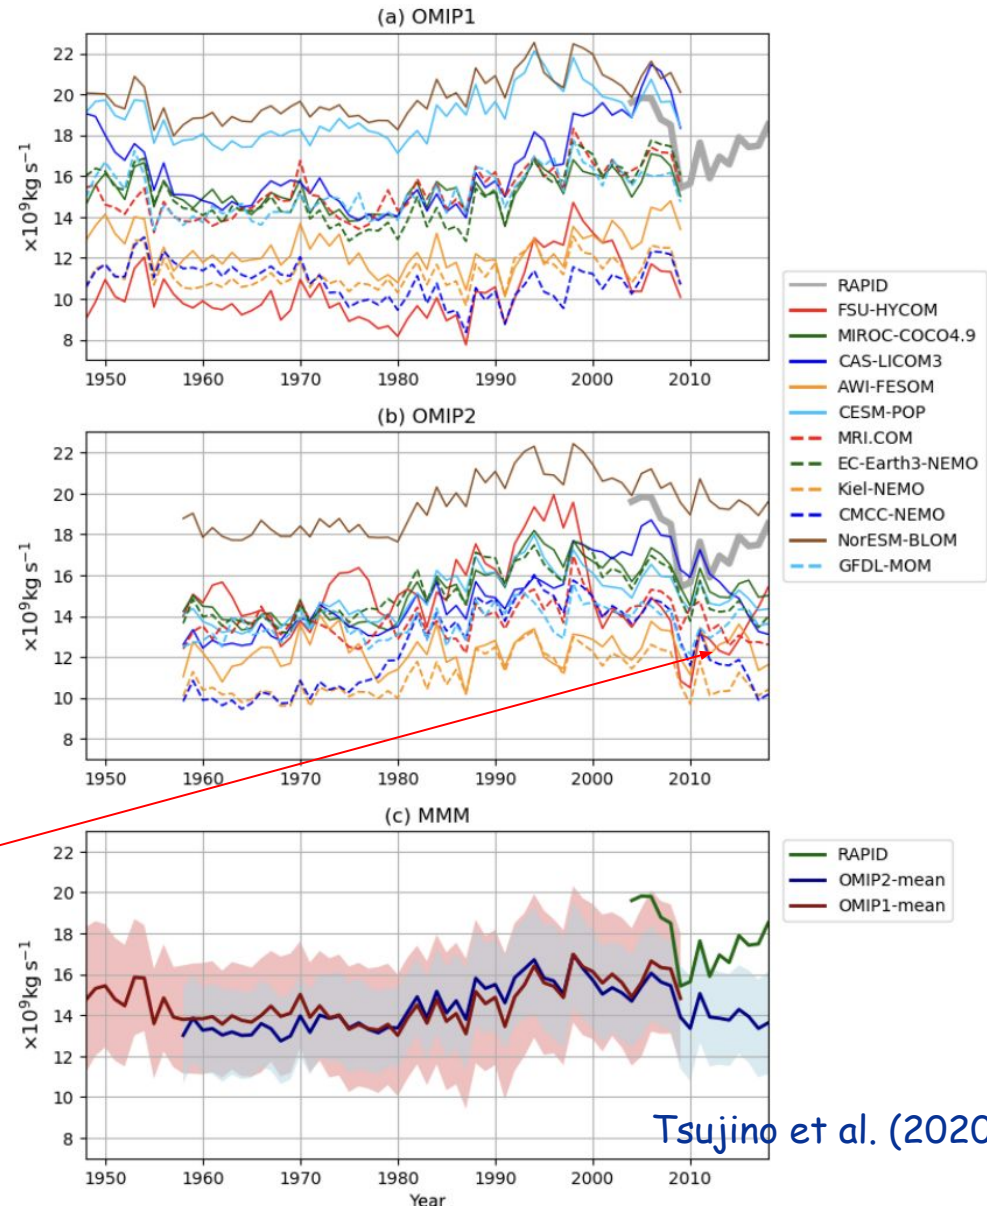 (a) OMIP1
22
20
18
16
14
12
10
8
×10⁹kg s⁻¹
1950 1960 1970 1980 1990 2000 2010
RAPID
FSU-HYCOM
MIROC-COCO4.9
CAS-LICOM3
AWI-FESOM
CESM-POP
MRI.COM
EC-Earth3-NEMO
Kiel-NEMO
CMCC-NEMO
NorESM-BLOM
GFDL-MOM
(b) OMIP2
22
20
18
16
14
12
10
8
×10⁹kg s⁻¹
1950 1960 1970 1980 1990 2000 2010
(c) MMM
22
20
18
16
14
12
10
8
×10⁹kg s⁻¹
1950 1960 1970 1980 1990 2000 2010
Year
RAPID
OMIP2-mean
OMIP1-mean
Tsujino et al. (2020